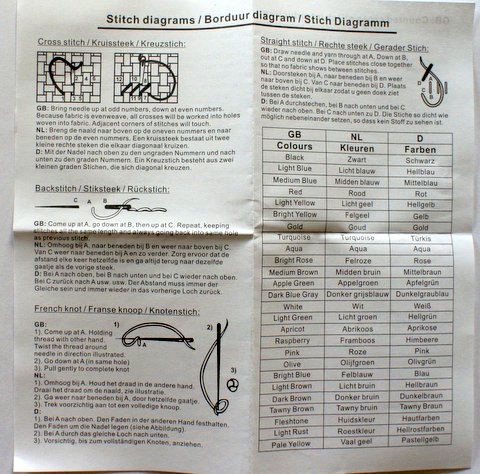 Stitch diagrams / Borduur diagram / Stich Diagramm
Cross stitch / Kruissteek / Kreuzstich:
GB: Bring needle up at odd numbers, down at even numbers.
Because fabric is evenweave, all crosses will be worked into holes
woven into fabric. Adjacent corners of stitches will touch.
NL: Breng de naald naar boven op de oneven nummers en naar
beneden op de even nummers. Een kruissteek bestaat uit twee
kleine rechte steken die elkaar diagonaal kruizen.
D: Mit der Nadel nach oben zu den ungraden Nummern und nach
unten zu den graden Nummern. Ein Kreuzstich besteht aus zwei
kleinen graden Stichen, die sich diagonal kreuzen.
Backstitch / Stiksteek / Rückstich:
C A B
GB: Come up at A, go down at B, then up at C. Repeat, keeping
stitches all the same length and always going back into same hole
as previous stitch.
NL: Omhoog bij A, naar beneden bij B en weer naar boven bij C.
Van C weer naar beneden bij A en zo verder. Zorg ervoor dat de
afstand elke keer hetzelfde is en ga altijd terug naar dezelfde
gaatje als de vorige steek.
D: Bei A nach oben, bei B nach unten und bei C wieder nach oben.
Bei C zurück nach A usw. usw. Der Abstand muss immer der
Gleiche sein und immer wieder in das vorherige Loch zurück.
French knot / Franse knoop / Knotenstich:
GB:
1) Come up at A. Holding
thread with other hand.
Twist the thread around
needle in direction illustrated.
2) Go down at A (in same hole)
3) Pull gently to complete knot
NL:
1) Omhoog bij A. Houd het draad in de andere hand.
Draai het draad om de naald, zie illustratie.
2) Ga weer naar beneden bij A, door hetzelfde gaatje.
3) Trek voorzichtig aan tot een volledige knoop.
D:
1) Bei A nach oben. Den Faden in der anderen Hand festhalten.
Den Faden um die Nadel legen (siehe Abbildung).
2) Bei A durch das gleiche Loch nach unten.
3) Vorsichtig, bis zum vollständigen Knoten, anziehen.
1)
A
2)
3)
Straight stitch / Rechte steek / Gerader Stich:
GB: Draw needle and yarn through at A, Down at B,
out at C and down at D. Place stitches close together
so that no fabric shows between stitches.
NL: Doorsteken bij A, naar beneden bij B en weer
naar boven bij C. Van C naar beneden bij D. Plaats
de steken dicht bij elkaar zodat u geen doek ziet
tussen de steken.
D: Bei A durchstechen, bei B nach unten und bei C
wieder nach oben. Bei C nach unten zu D. Die Stiche so dicht wie
möglich nebeneinander setzen, so dass kein Stoff zu sehen ist.
GB NL D
Colours Kleuren Farben
Black Zwart Schwarz
Light Blue Licht blauw Hellblau
Medium Blue Midden blauw Mittelblau
Red Rood Rot
Light Yellow Licht geel Hellgelb
Bright Yellow Felgeel Gelb
Gold Goud Gold
Turquoise Turquoise Türkis
Aqua Aqua Aqua
Bright Rose Felroze Rose
Medium Brown Midden bruin Mittelbraun
Apple Green Appelgroen Apfelgrün
Dark Blue Gray Donker grijsblauw Dunkelgraublau
White Wit Weiß
Light Green Licht groen Hellgrün
Apricot Abrikoos Aprikose
Raspberry Framboos Himbeere
Pink Roze Pink
Olive Olijfgroen Olivgrün
Bright Blue Felblauw Blau
Light Brown Licht bruin Hellbraun
Dark Brown Donker bruin Dunkelbraun
Tawny Brown Tawny bruin Tawny Braun
Fleshtone Huidskleur Hautfarben
Light Rust Roestkleur Hellrostfarben
Pale Yellow Vaal geel Pastellgelb